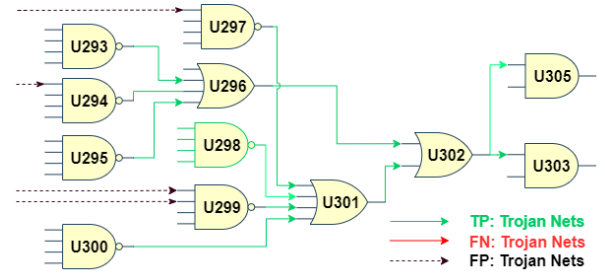 U297
U293
U296
U305
U294
U298
U295
U302
U303
U299
U301
U300
TP: Trojan Nets
FN: Trojan Nets
FP: Trojan Nets